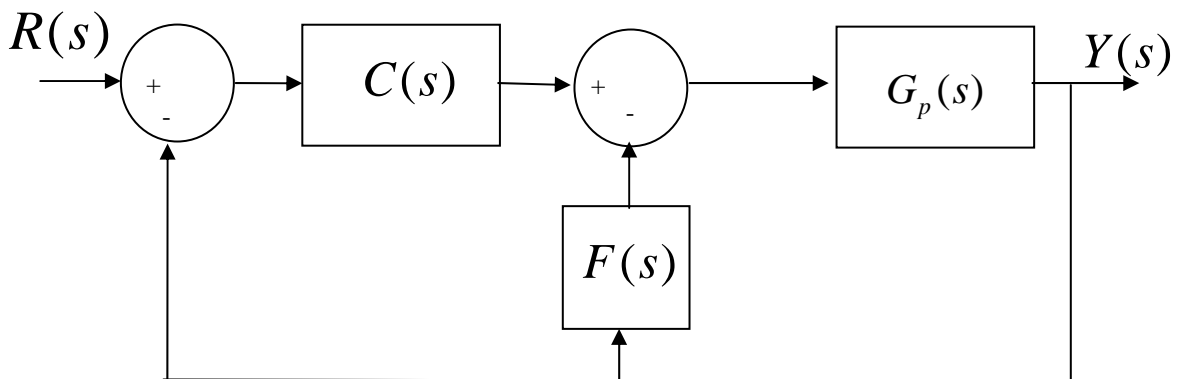 R(s)
+
-
C(s)
+
-
G_p(s)
Y(s)
F(s)